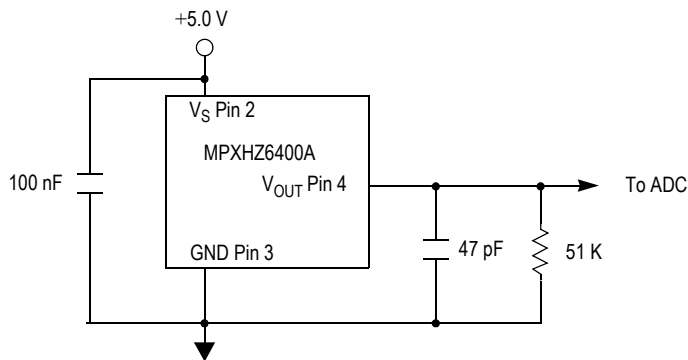 +5.0 V
V_S Pin 2
MPXHZ6400A
100 nF
V_OUT Pin 4
To ADC
GND Pin 3
47 pF
51 K